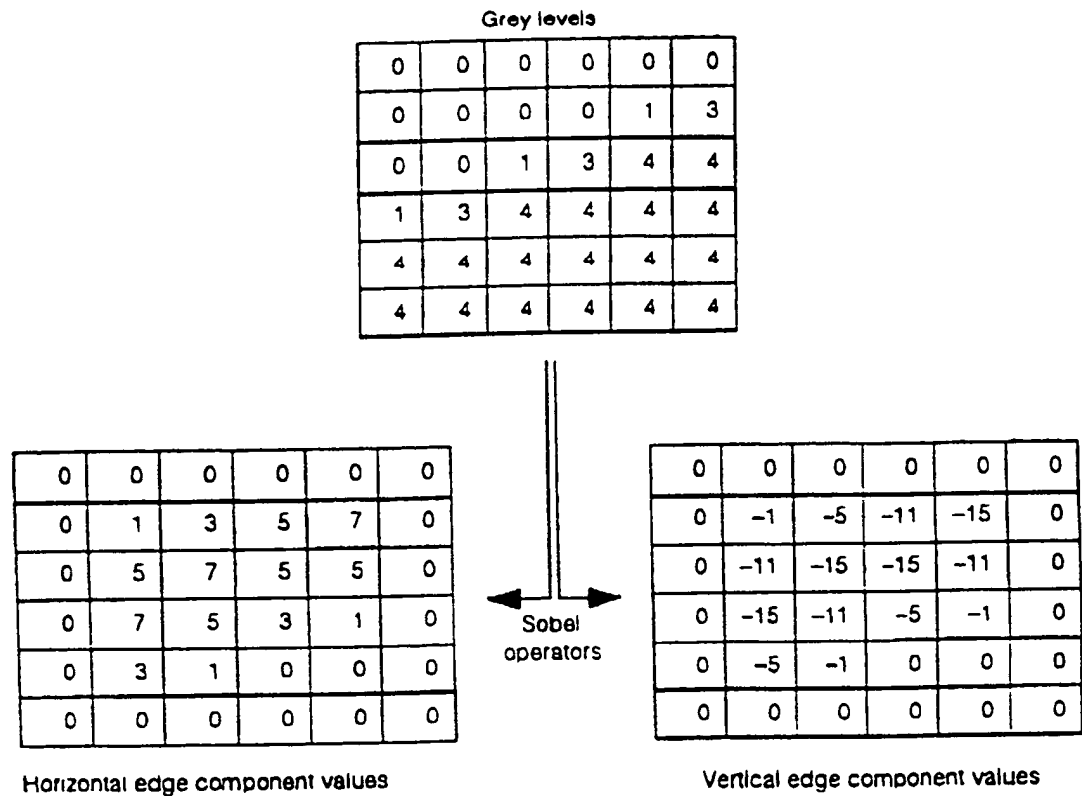 Grey levels
0 0 0 0 0 0
0 0 0 0 1 3
0 0 1 3 4 4
1 3 4 4 4 4
4 4 4 4 4 4
4 4 4 4 4 4
0 0 0 0 0 0
0 1 3 5 7 0
0 5 7 5 5 0
0 7 5 3 1 0
0 3 1 0 0 0
0 0 0 0 0 0
Horizontal edge component values
Sobel
operators
0 0 0 0 0 0
0 −1 −5 −11 −15 0
0 −11 −15 −15 −11 0
0 −15 −11 −5 −1 0
0 −5 −1 0 0 0
0 0 0 0 0 0
Vertical edge component values